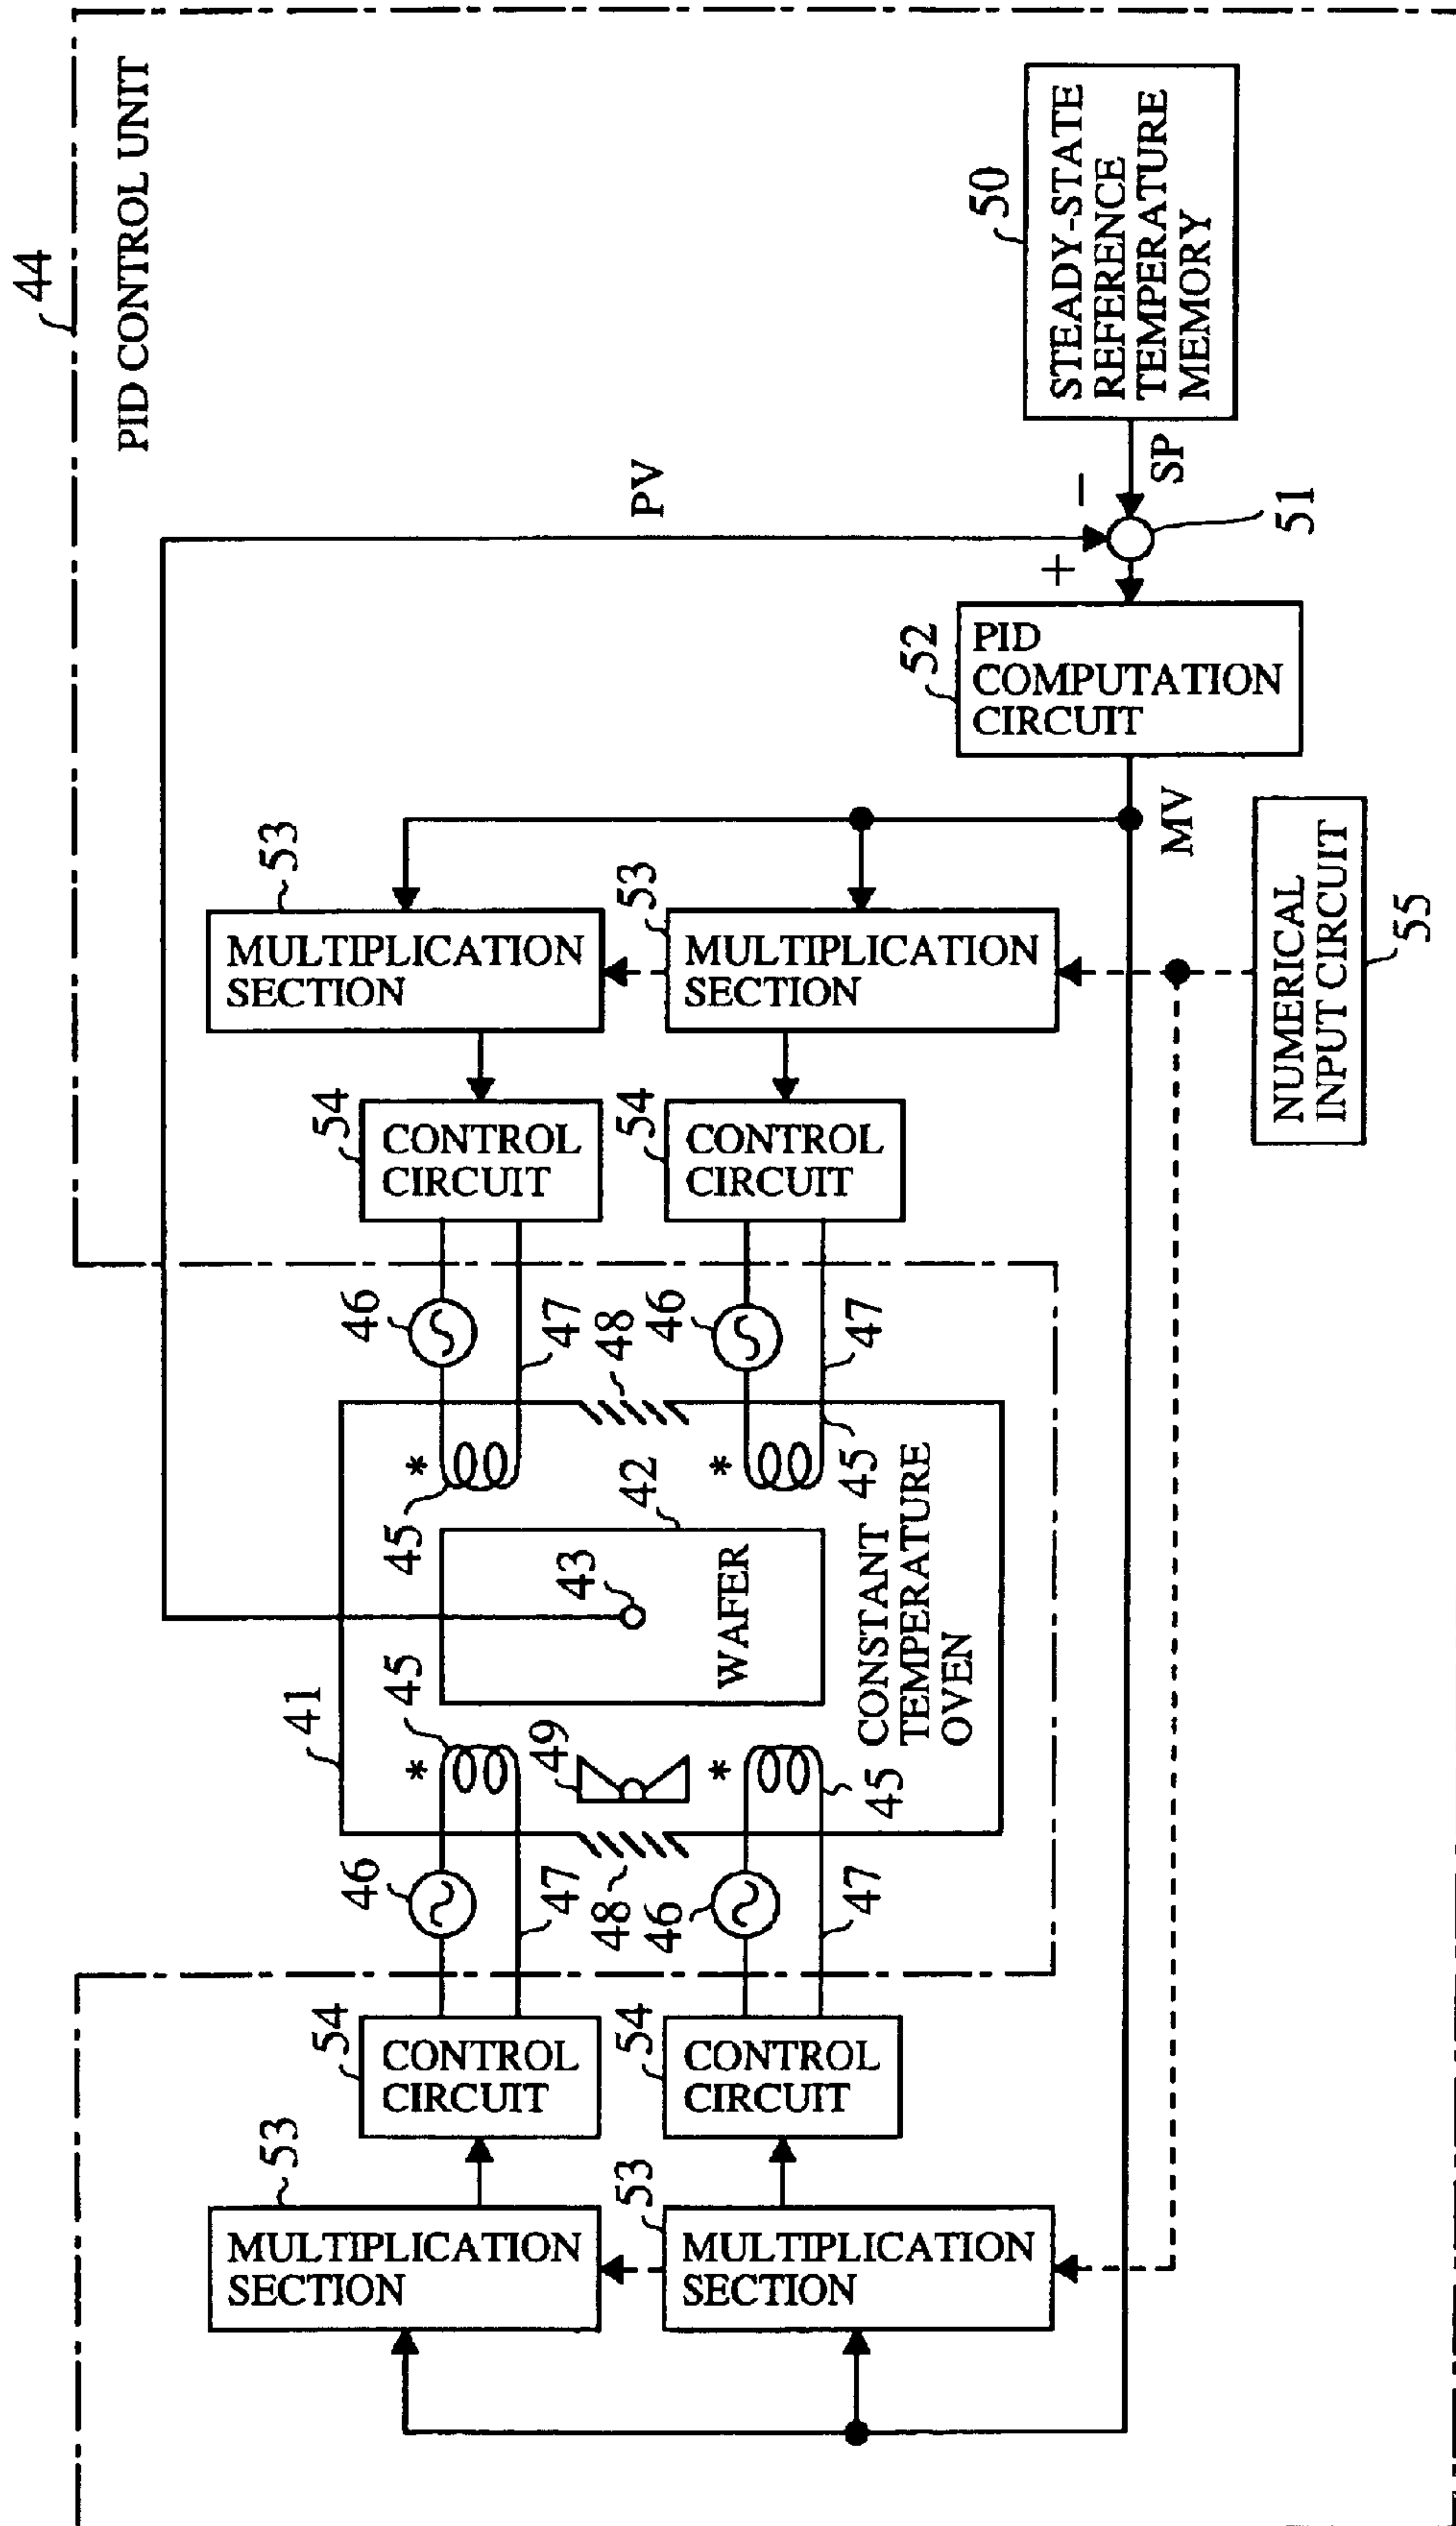 44
PID CONTROL UNIT
53
41
53
MULTIPLICATION
SECTION
MULTIPLICATION
SECTION
54
46
46
54
CONTROL
CIRCUIT
*
45
45
*
CONTROL
CIRCUIT
47
49
43
42
47
48
48
53
54
46
46
54
53
PV
MULTIPLICATION
SECTION
CONTROL
CIRCUIT
*
WAFER
*
CONTROL
CIRCUIT
MULTIPLICATION
SECTION
47
45
CONSTANT
TEMPERATURE
OVEN
45
47
52
PID
COMPUTATION
CIRCUIT
50
STEADY-STATE
REFERENCE
TEMPERATURE
MEMORY
+
−
MV
SP
51
NUMERICAL
INPUT CIRCUIT
55